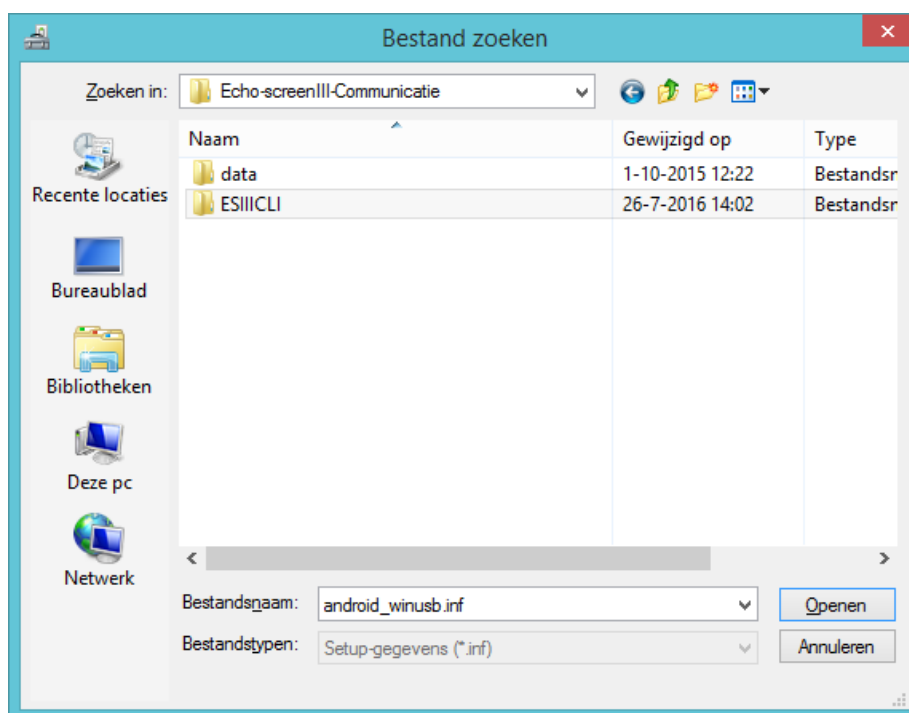 Bestand zoeken
Zoeken in: Echo-screenIII-Communicatie
Naam Gewijzigd op Type
data 1-10-2015 12:22 Bestandsr
ESIIICLI 26-7-2016 14:02 Bestandsr
Recente locaties
Bureaublad
Bibliotheken
Deze pc
Netwerk
Bestandsnaam: android_winusb.inf Openen
Bestandstypen: Setup-gegevens (*.inf) Annuleren